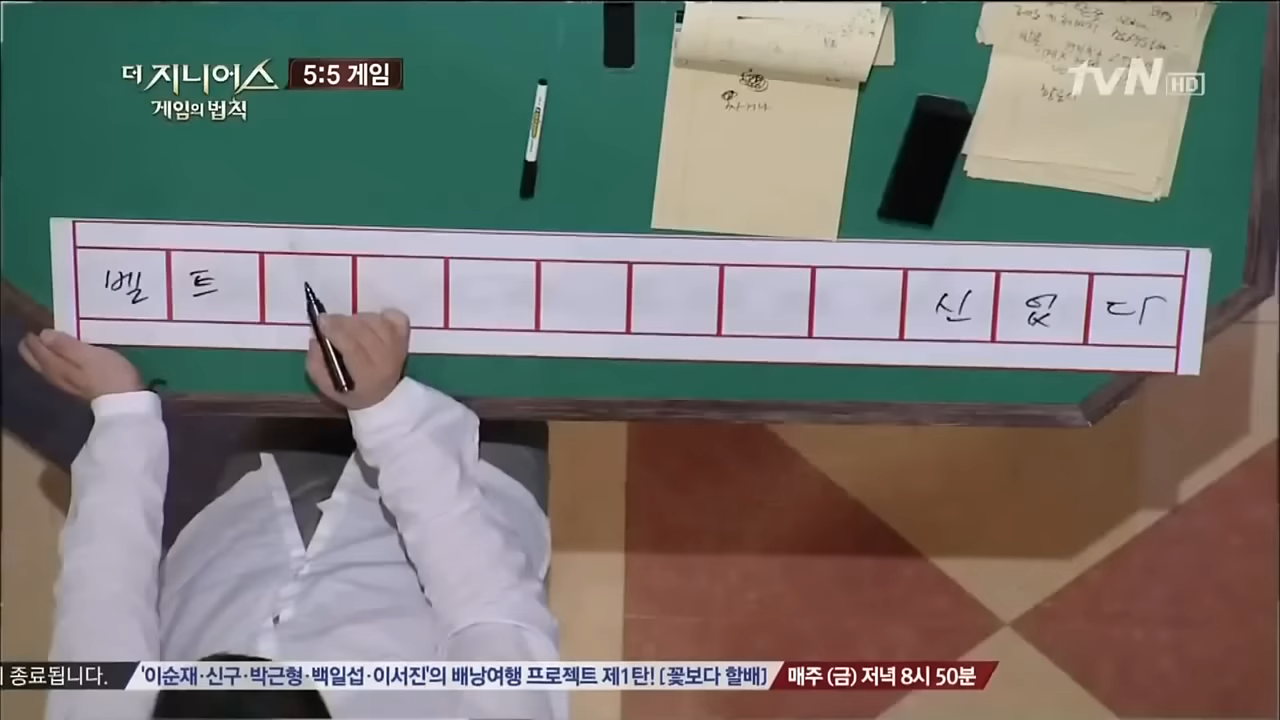 더 지니어스 5:5 게임
게임의 법칙
tvN HD
벨 트 신 없 다
종료됩니다. '이순재·신구·박근형·백일섭·이서진'의 배낭여행 프로젝트 제1탄! [꽃보다 할배] 매주 (금) 저녁 8시 50분